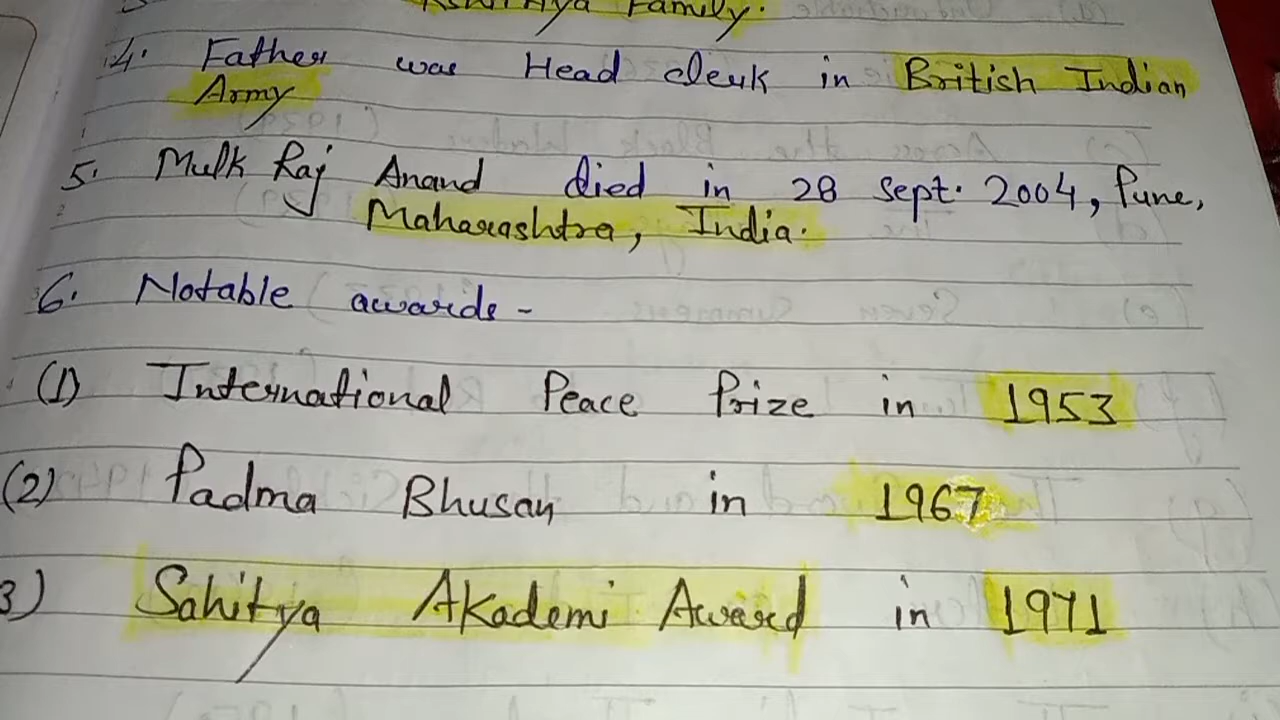 Kshtriya Family.
4. Father was Head clerk in British Indian
Army
5. Mulk Raj Anand died in 28 Sept. 2004, Pune,
Maharashtra, India.
6. Notable awards -
(1) International Peace Prize in 1953
(2) Padma Bhusan in 1967
3) Sahitya Akademi Award in 1971